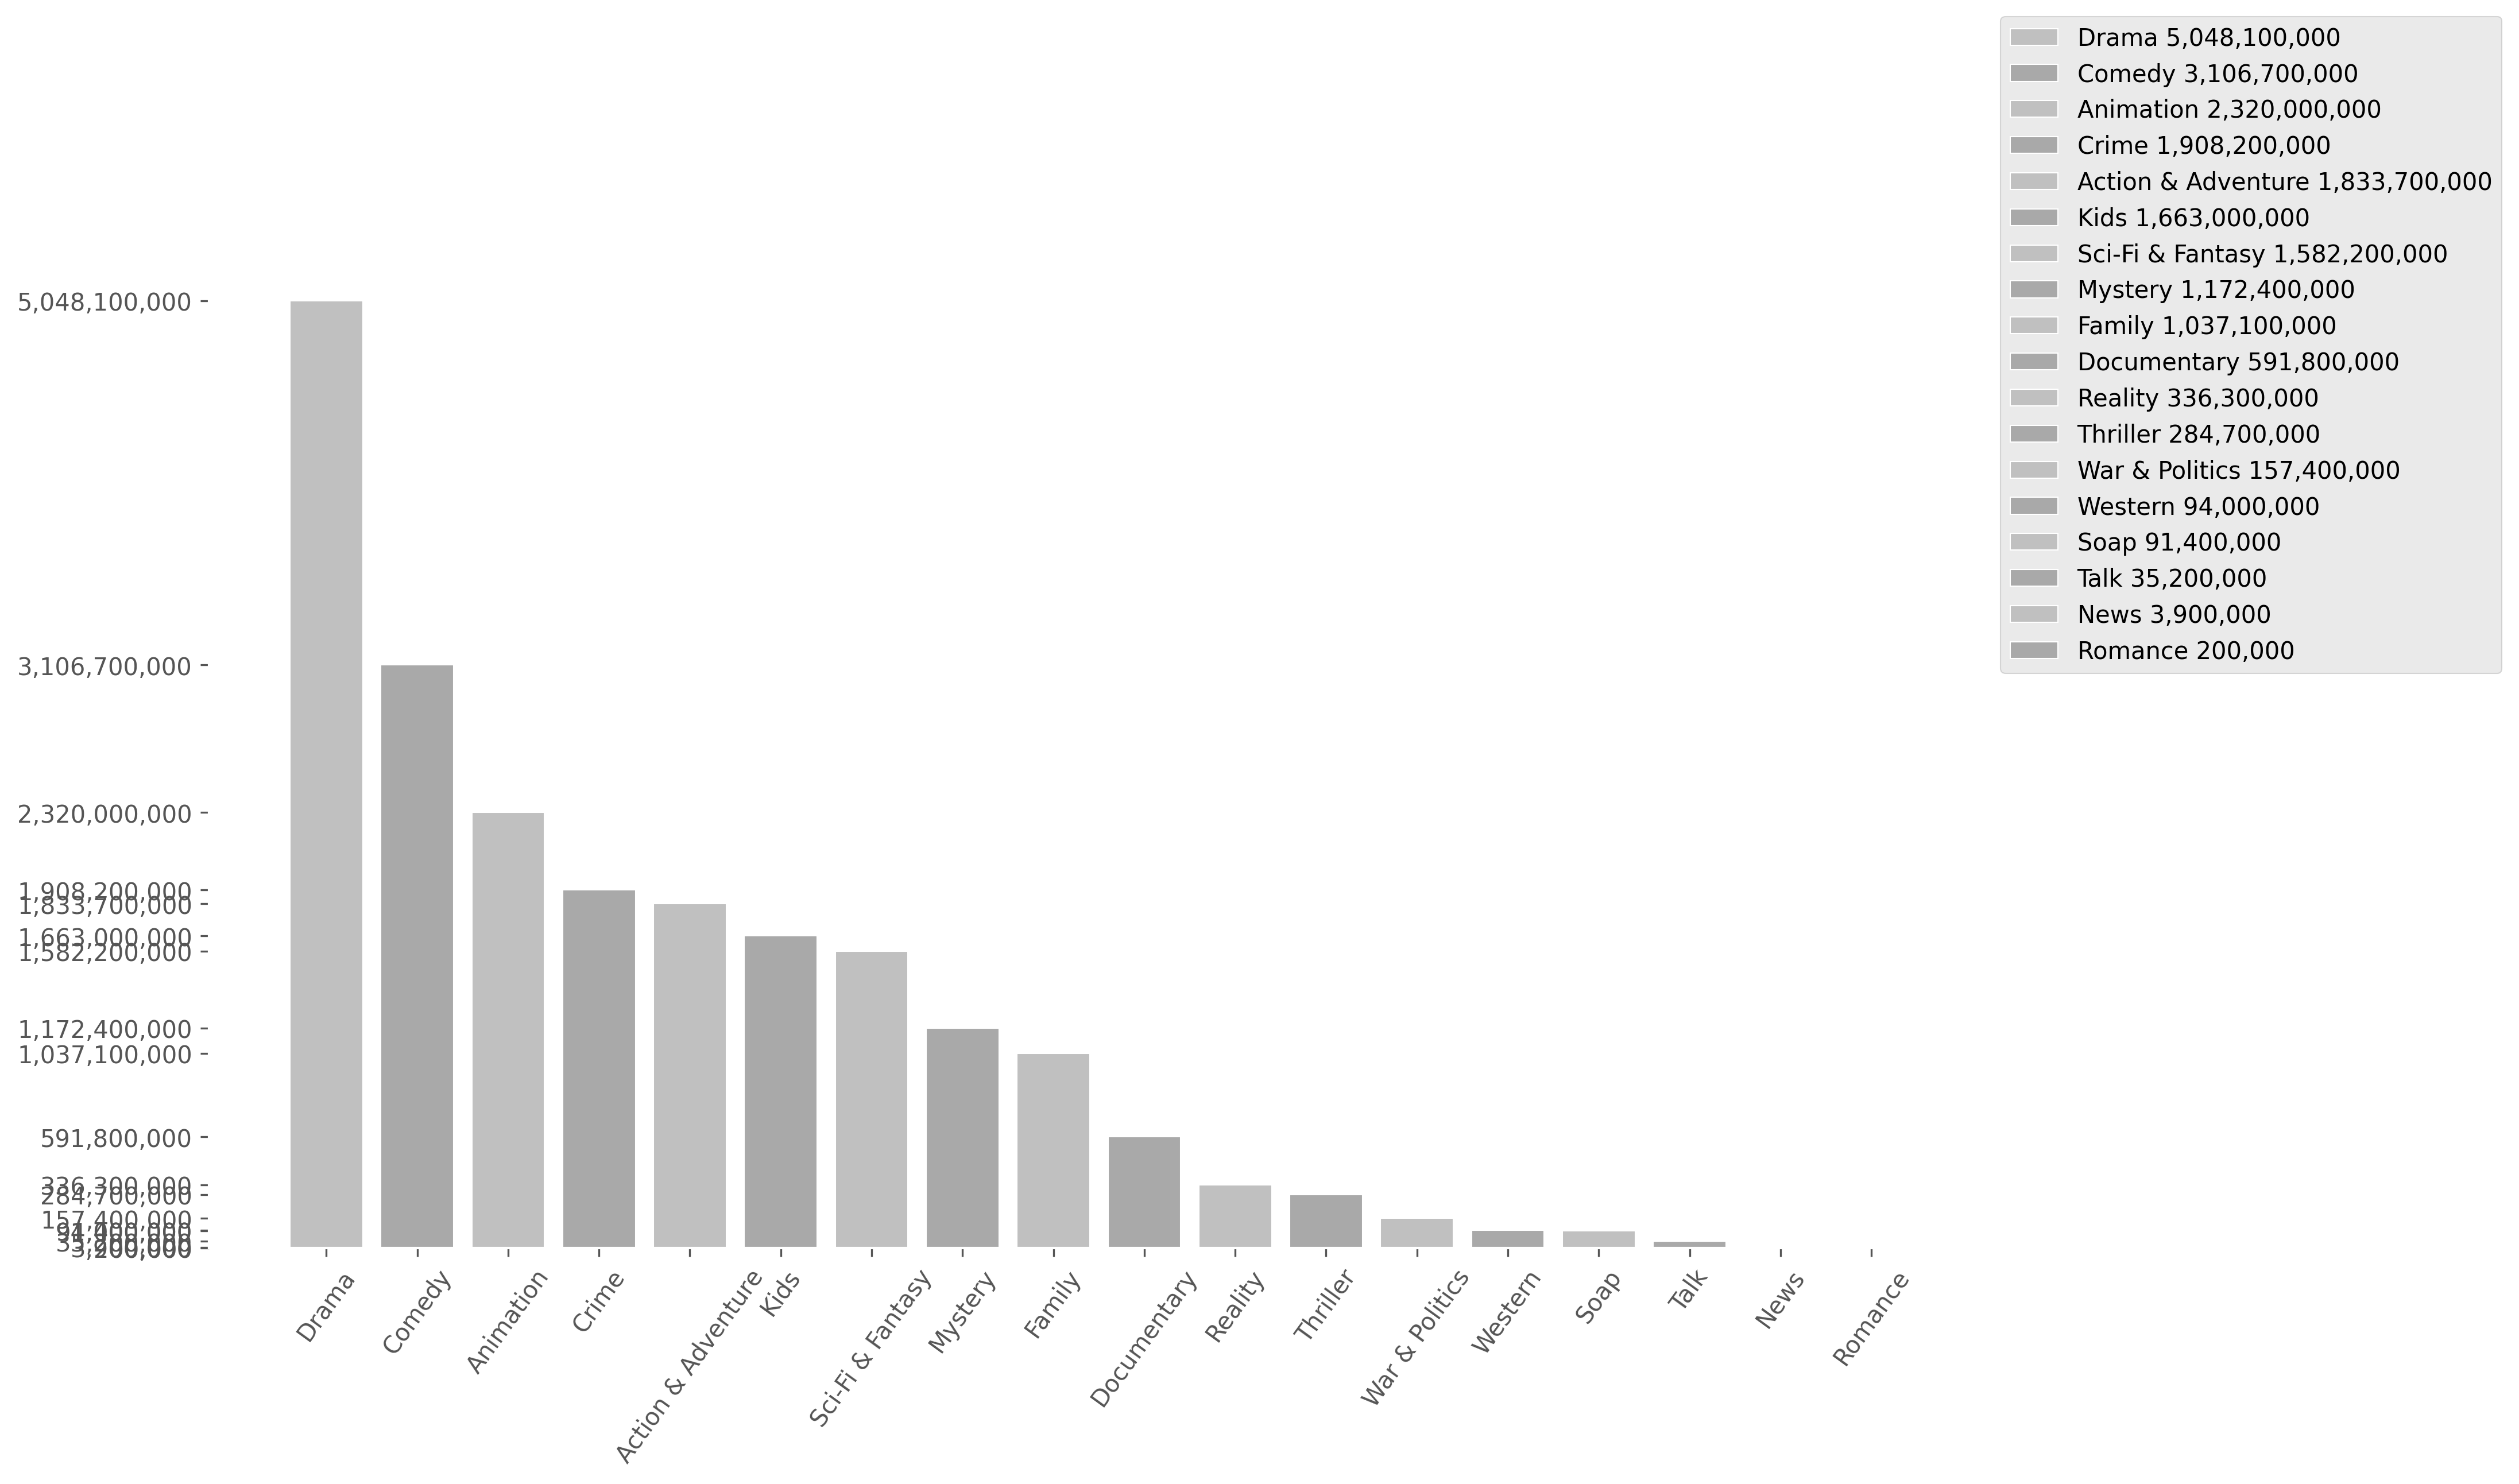 Drama 5,048,100,000
Comedy 3,106,700,000
Animation 2,320,000,000
Crime 1,908,200,000
Action & Adventure 1,833,700,000
Kids 1,663,000,000
Sci-Fi & Fantasy 1,582,200,000
Mystery 1,172,400,000
Family 1,037,100,000
Documentary 591,800,000
Reality 336,300,000
Thriller 284,700,000
War & Politics 157,400,000
Western 94,000,000
Soap 91,400,000
Talk 35,200,000
News 3,900,000
Romance 200,000
5,048,100,000
3,106,700,000
2,320,000,000
1,908,200,000
1,833,700,000
1,663,000,000
1,582,200,000
1,172,400,000
1,037,100,000
591,800,000
336,300,000
284,700,000
157,400,000
Drama
Comedy
Animation
Crime
Action & Adventure
Kids
Sci-Fi & Fantasy
Mystery
Family
Documentary
Reality
Thriller
War & Politics
Western
Soap
Talk
News
Romance